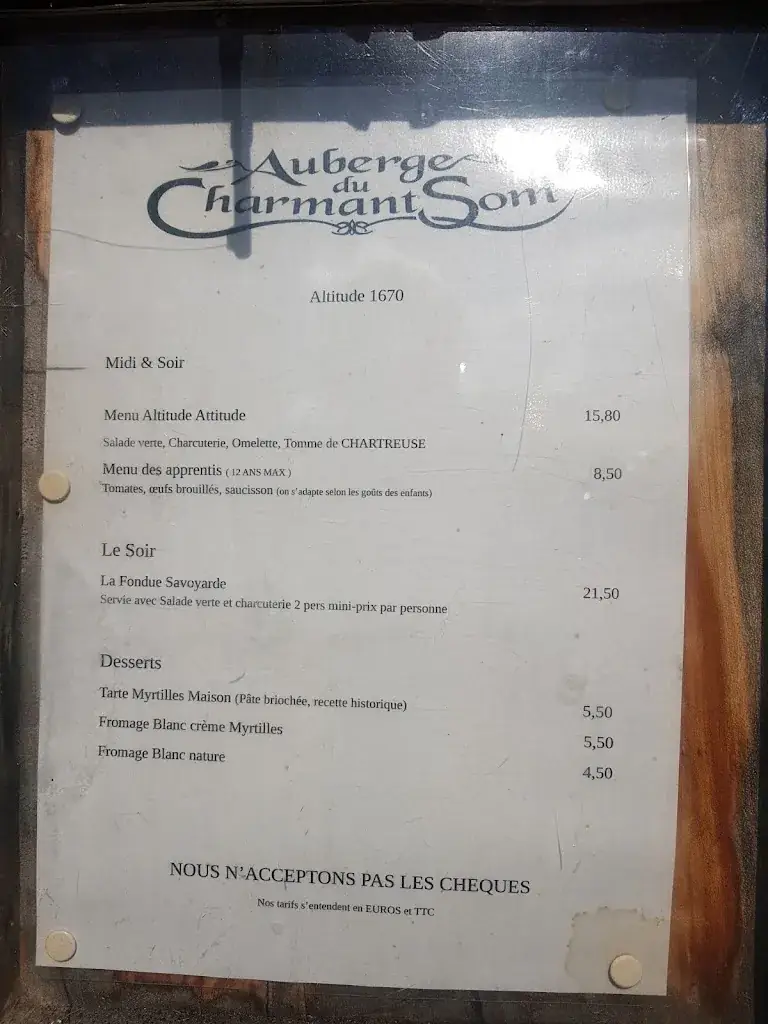 Auberge
du
Charmant Som
Altitude 1670
Midi & Soir
Menu Altitude Attitude 15,80
Salade verte, Charcuterie, Omelette, Tomme de CHARTREUSE
Menu des apprentis ( 12 ANS MAX ) 8,50
Tomates, œufs brouillés, saucisson (on s'adapte selon les goûts des enfants)
Le Soir
La Fondue Savoyarde 21,50
Servie avec Salade verte et charcuterie 2 pers mini-prix par personne
Desserts
Tarte Myrtilles Maison (Pâte briochée, recette historique) 5,50
Fromage Blanc crème Myrtilles 5,50
Fromage Blanc nature 4,50
NOUS N'ACCEPTONS PAS LES CHEQUES
Nos tarifs s'entendent en EUROS et TTC